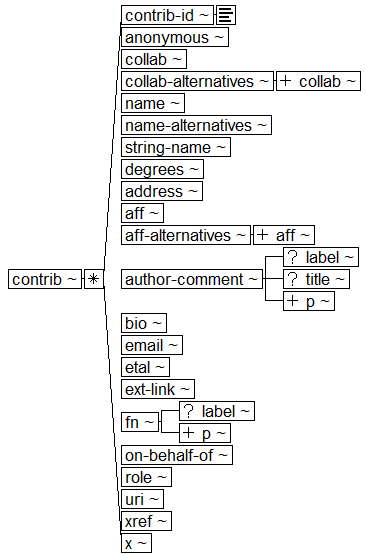 contrib-id ~
anonymous ~
collab ~
collab-alternatives ~ + collab ~
name ~
name-alternatives ~
string-name ~
degrees ~
address ~
aff ~
aff-alternatives ~ + aff ~
? label ~
contrib ~ * author-comment ~ ? title ~
+ p ~
bio ~
email ~
etal ~
ext-link ~
? label ~
fn ~
+ p ~
on-behalf-of ~
role ~
uri ~
xref ~
x ~